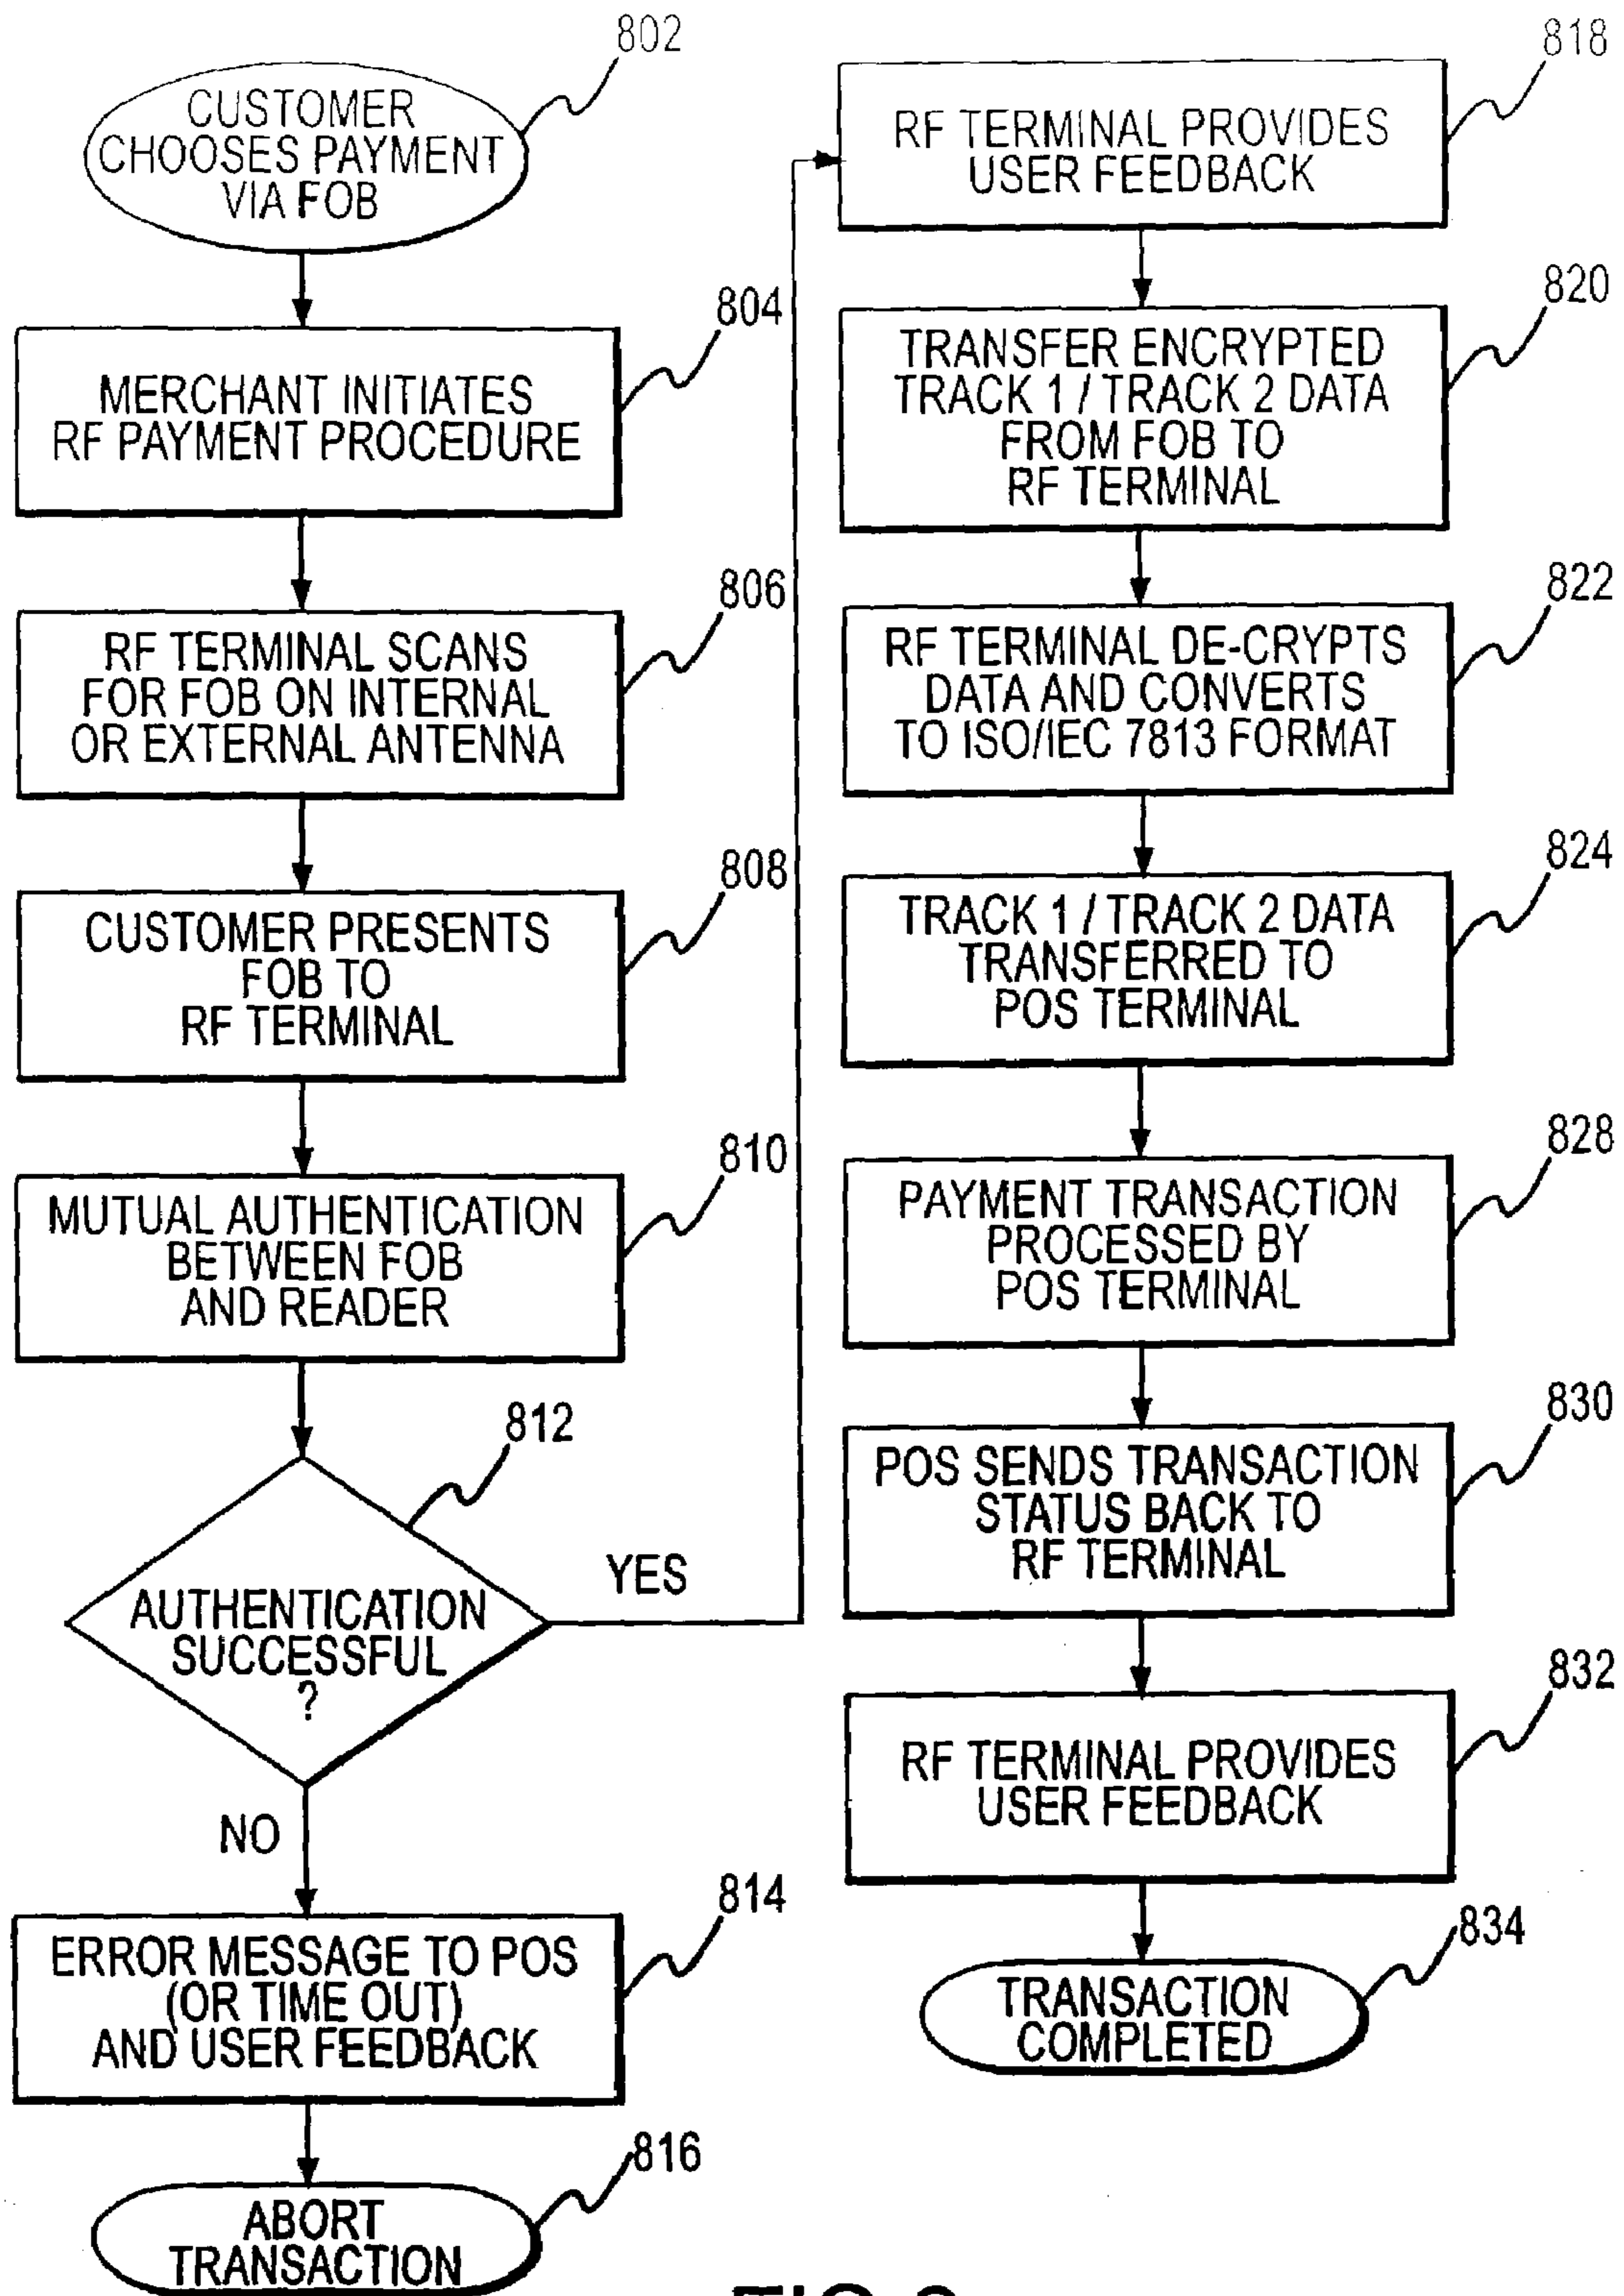 802
CUSTOMER
CHOOSES PAYMENT
VIA FOB
804
MERCHANT INITIATES
RF PAYMENT PROCEDURE
806
RF TERMINAL SCANS
FOR FOB ON INTERNAL
OR EXTERNAL ANTENNA
808
CUSTOMER PRESENTS
FOB TO
RF TERMINAL
810
MUTUAL AUTHENTICATION
BETWEEN FOB
AND READER
812
AUTHENTICATION
SUCCESSFUL
?
YES
NO
814
ERROR MESSAGE TO POS
(OR TIME OUT)
AND USER FEEDBACK
816
ABORT
TRANSACTION
818
RF TERMINAL PROVIDES
USER FEEDBACK
820
TRANSFER ENCRYPTED
TRACK 1 / TRACK 2 DATA
FROM FOB TO
RF TERMINAL
822
RF TERMINAL DE-CRYPTS
DATA AND CONVERTS
TO ISO/IEC 7813 FORMAT
824
TRACK 1 / TRACK 2 DATA
TRANSFERRED TO
POS TERMINAL
828
PAYMENT TRANSACTION
PROCESSED BY
POS TERMINAL
830
POS SENDS TRANSACTION
STATUS BACK TO
RF TERMINAL
832
RF TERMINAL PROVIDES
USER FEEDBACK
834
TRANSACTION
COMPLETED